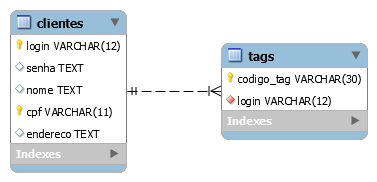 clientes
login VARCHAR(12)
senha TEXT
nome TEXT
cpf VARCHAR(11)
endereco TEXT
Indexes
tags
codigo_tag VARCHAR(30)
login VARCHAR(12)
Indexes